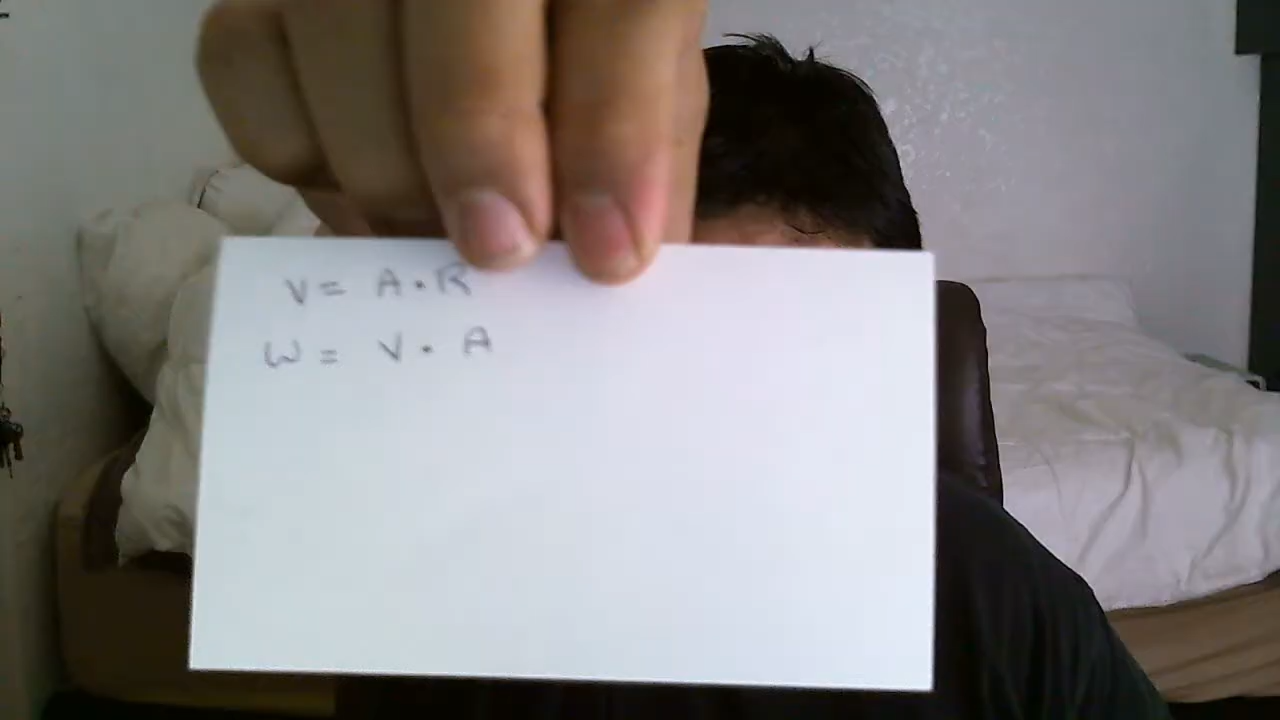 V = A • R
W = V • A